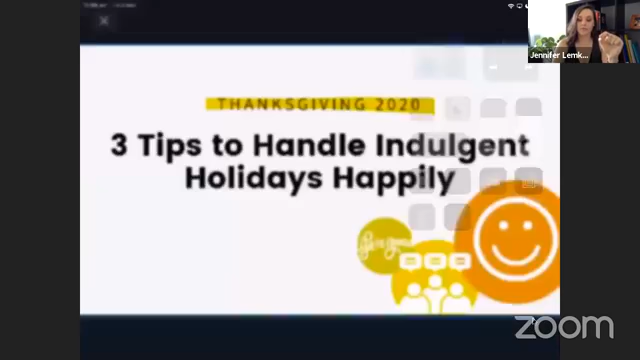 Jennifer Lemk...
THANKSGIVING 2020
3 Tips to Handle Indulgent
Holidays Happily
zoom